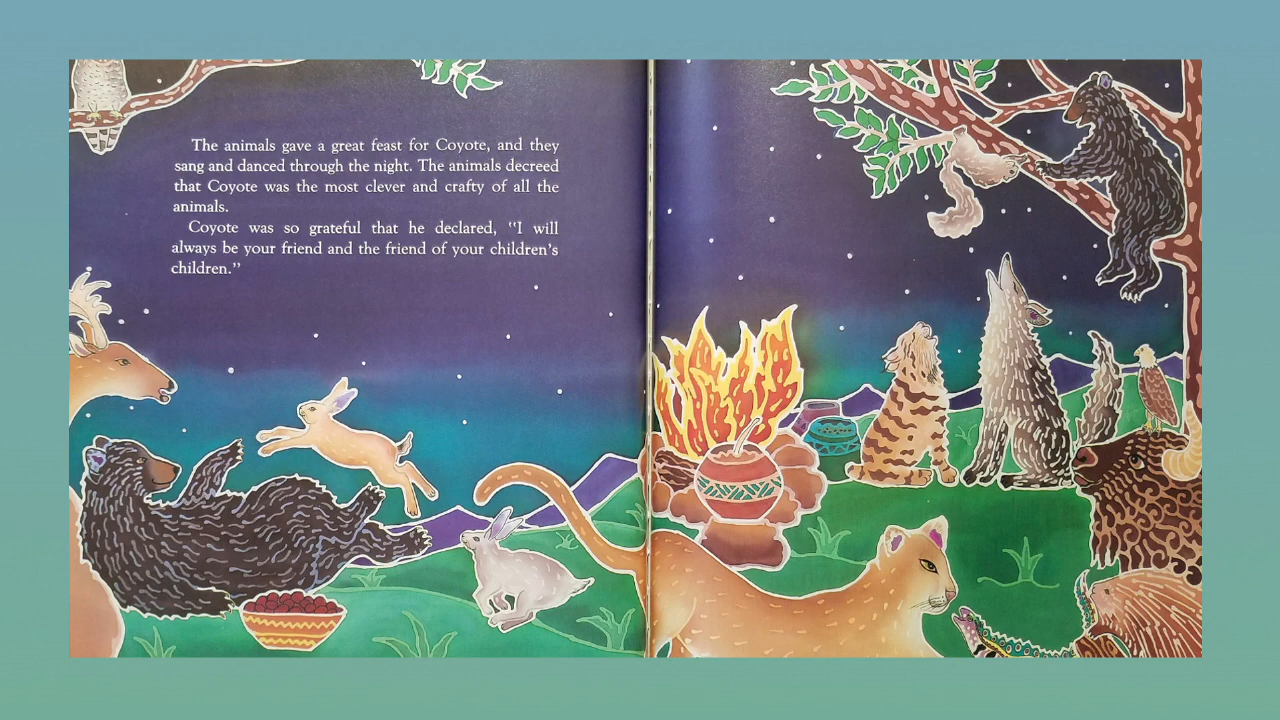 The animals gave a great feast for Coyote, and they
sang and danced through the night. The animals decreed
that Coyote was the most clever and crafty of all the
animals.
Coyote was so grateful that he declared, “I will
always be your friend and the friend of your children’s
children.”